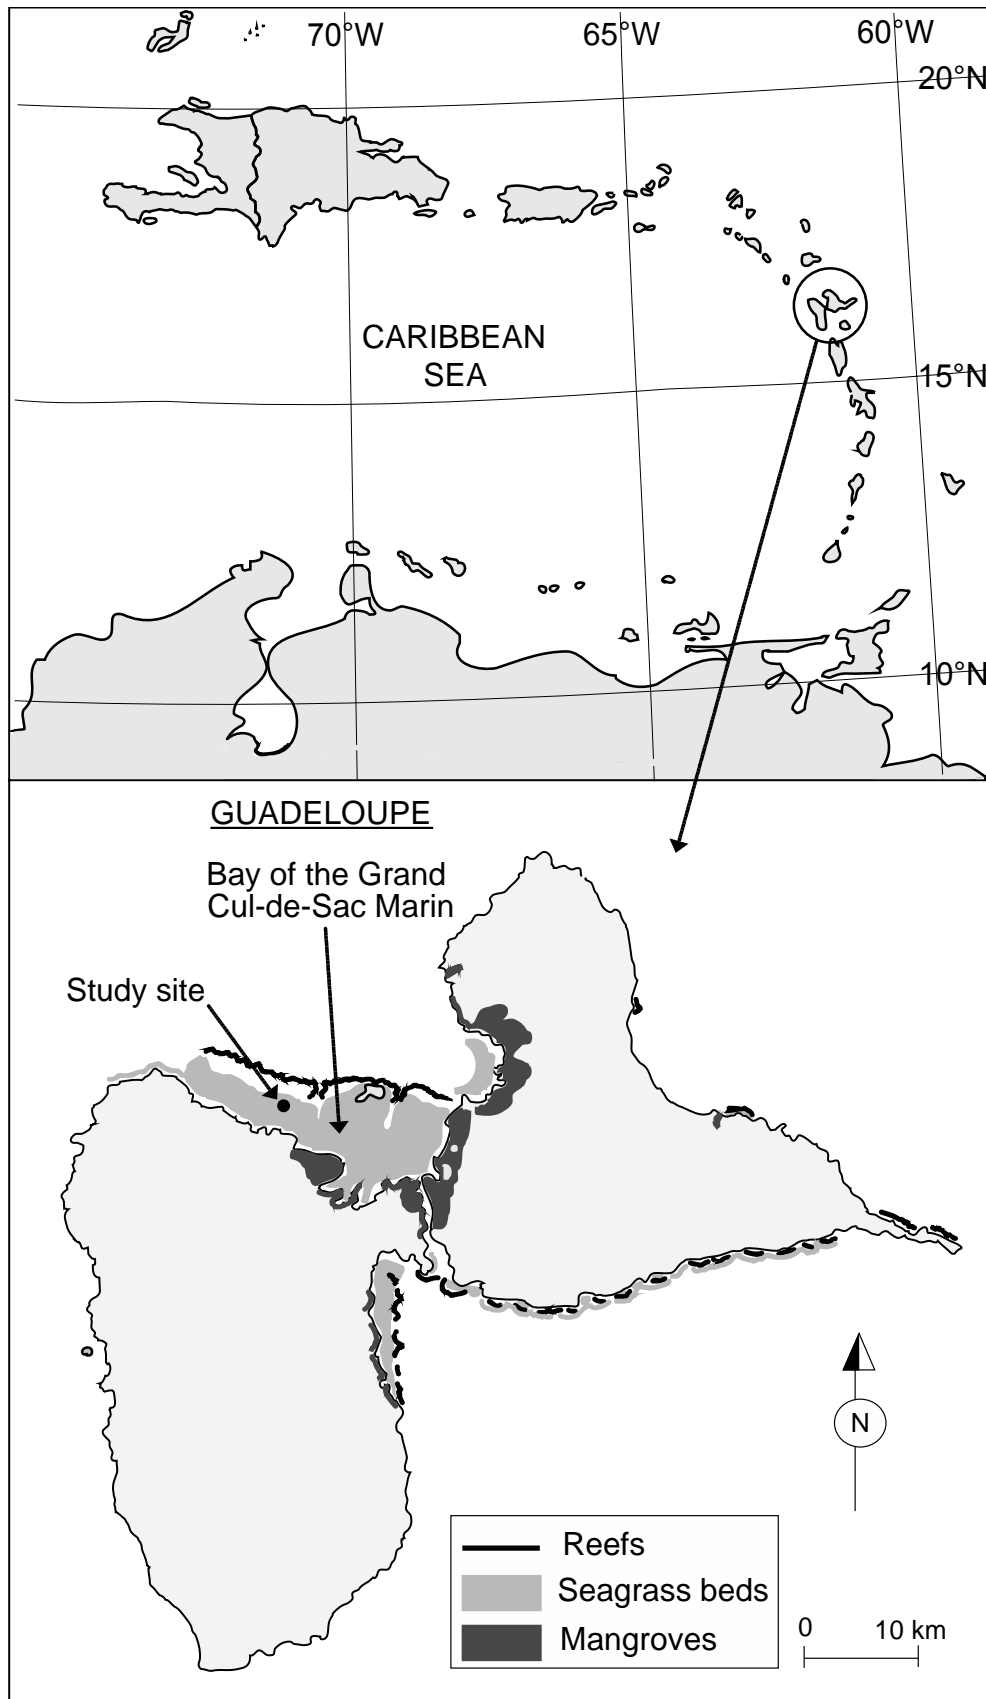 70°W
65°W
60°W
20°N
CARIBBEAN
SEA
15°N
10°N
GUADELOUPE
Bay of the Grand
Cul-de-Sac Marin
Study site
N
Reefs
Seagrass beds
Mangroves
0 10 km